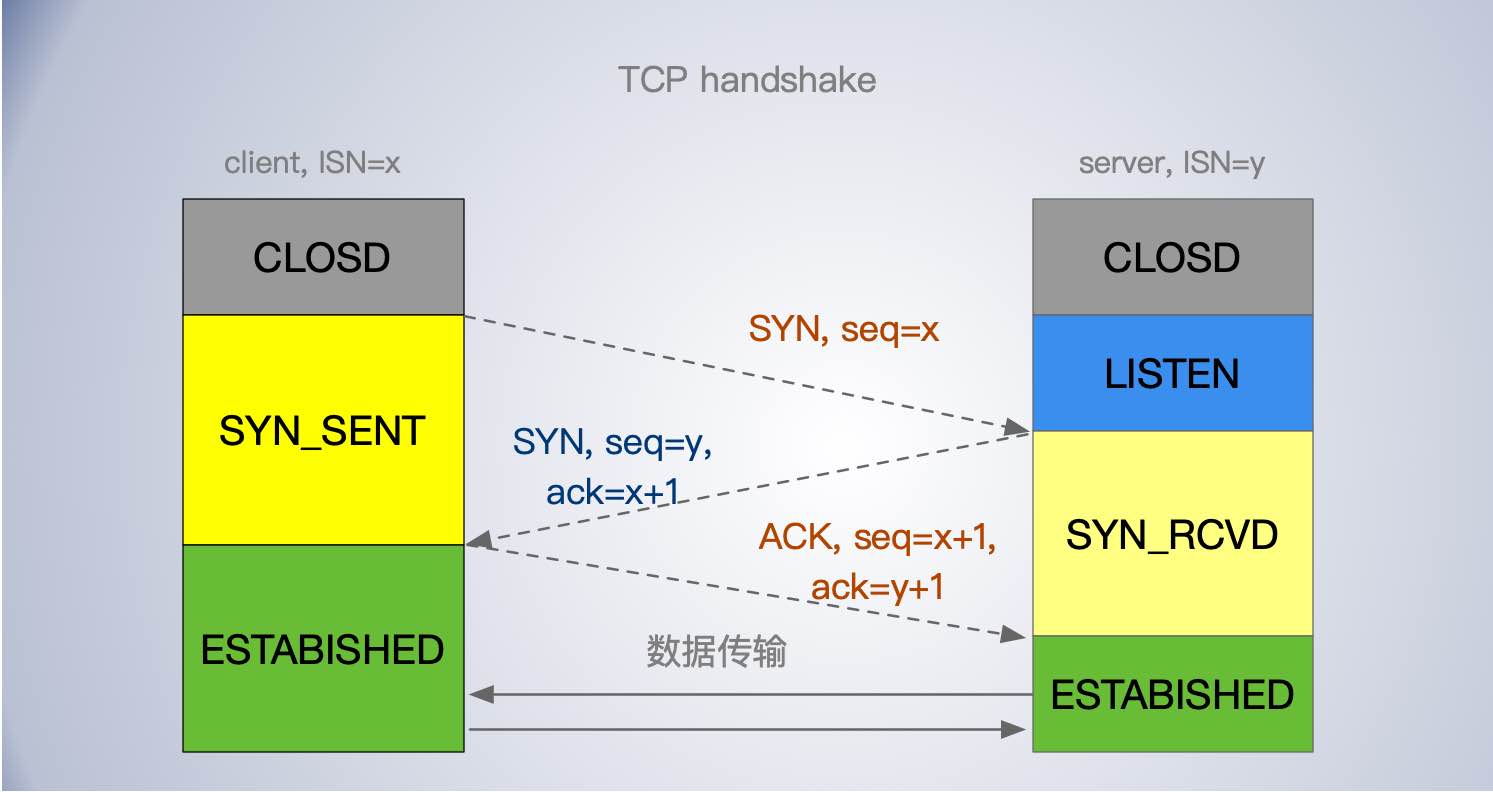 TCP handshake
client, ISN=x
server, ISN=y
CLOSD
CLOSD
SYN, seq=x
LISTEN
SYN_SENT
SYN, seq=y,
ack=x+1
ACK, seq=x+1,
ack=y+1
SYN_RCVD
ESTABISHED
数据传输
ESTABISHED